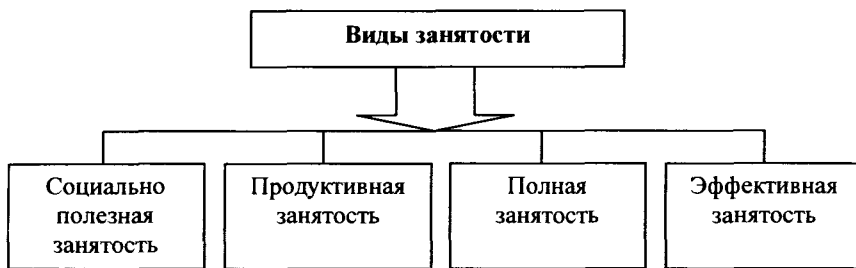 Виды занятости
Социально
полезная
занятость
Продуктивная
занятость
Полная
занятость
Эффективная
занятость